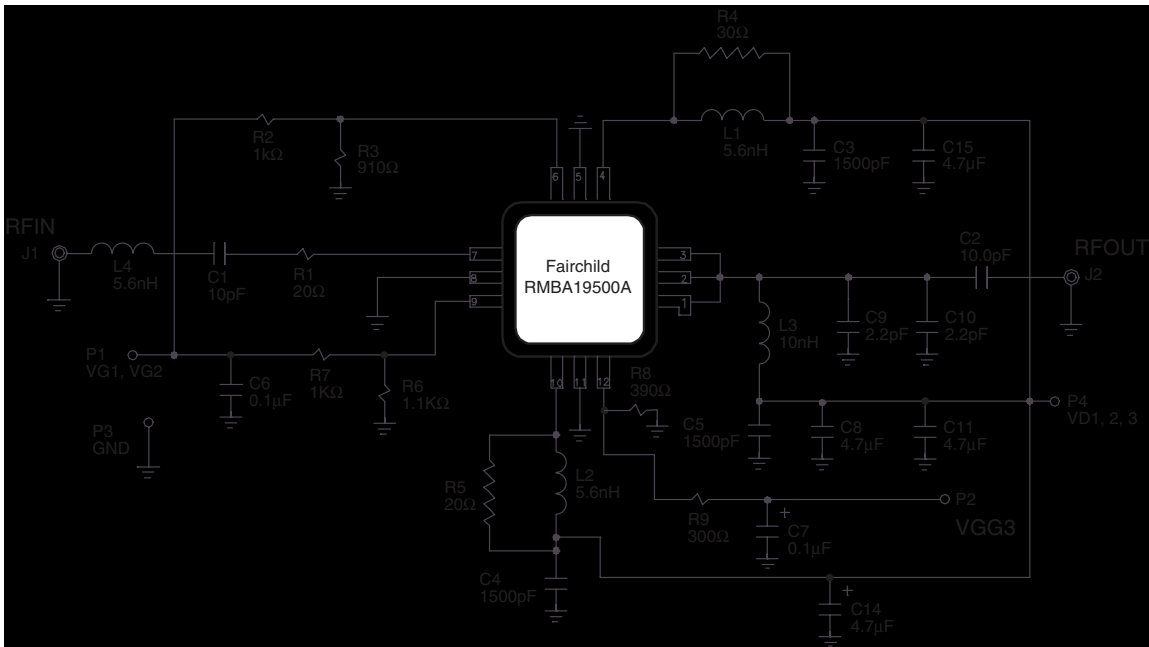 R4
30Ω
R2
1kΩ
R3
910Ω
L1
5.6nH
C3
1500pF
C15
4.7µF
6
5
4
RFIN
J1
L4
5.6nH
C1
10pF
R1
20Ω
7
8
9
Fairchild
RMBA19500A
3
2
1
C2
10.0pF
RFOUT
J2
L3
10nH
C9
2.2pF
C10
2.2pF
P1
VG1, VG2
C6
0.1µF
R7
1KΩ
R6
1.1KΩ
10
11
12
R8
390Ω
P3
GND
C5
1500pF
C8
4.7µF
C11
4.7µF
P4
VD1, 2, 3
R5
20Ω
L2
5.6nH
R9
300Ω
+
C7
0.1µF
P2
VGG3
C4
1500pF
+
C14
4.7µF